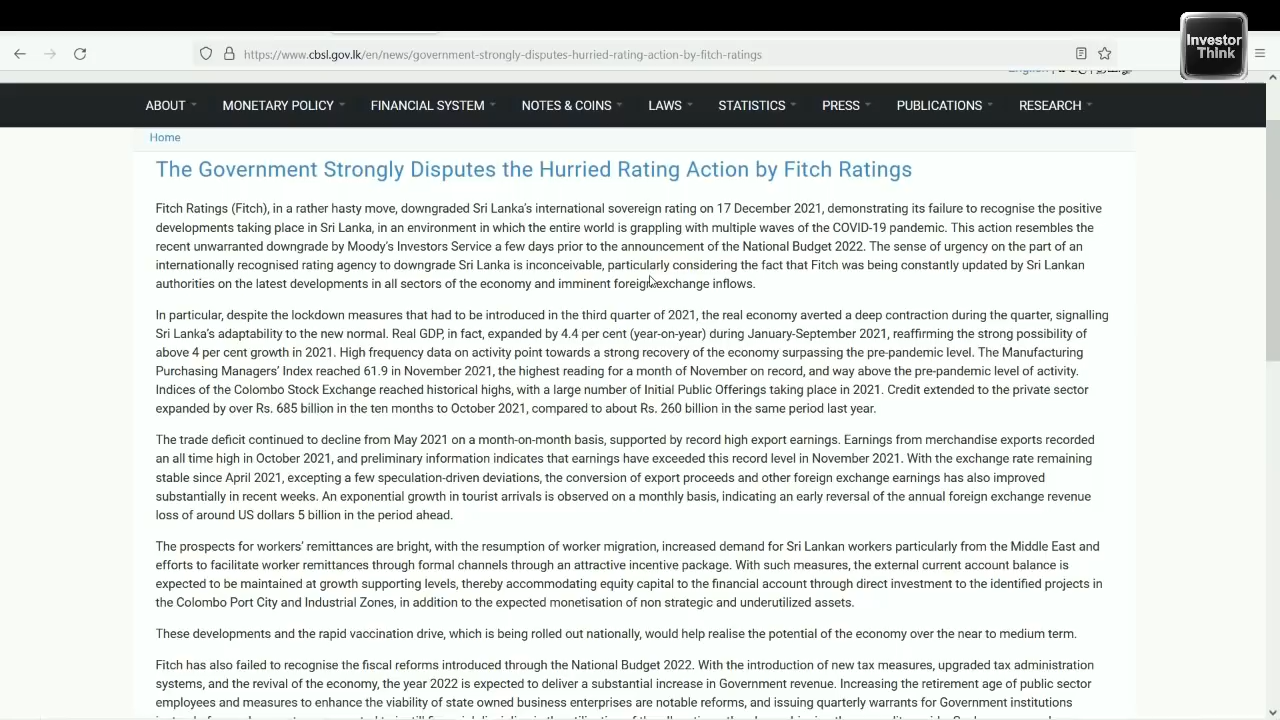 Investor
Think
https://www.cbsl.gov.lk/en/news/government-strongly-disputes-hurried-rating-action-by-fitch-ratings
English
ABOUT MONETARY POLICY FINANCIAL SYSTEM NOTES & COINS LAWS STATISTICS PRESS PUBLICATIONS RESEARCH
Home
The Government Strongly Disputes the Hurried Rating Action by Fitch Ratings
Fitch Ratings (Fitch), in a rather hasty move, downgraded Sri Lanka's international sovereign rating on 17 December 2021, demonstrating its failure to recognise the positive
developments taking place in Sri Lanka, in an environment in which the entire world is grappling with multiple waves of the COVID-19 pandemic. This action resembles the
recent unwarranted downgrade by Moody's Investors Service a few days prior to the announcement of the National Budget 2022. The sense of urgency on the part of an
internationally recognised rating agency to downgrade Sri Lanka is inconceivable, particularly considering the fact that Fitch was being constantly updated by Sri Lankan
authorities on the latest developments in all sectors of the economy and imminent foreign exchange inflows.
In particular, despite the lockdown measures that had to be introduced in the third quarter of 2021, the real economy averted a deep contraction during the quarter, signalling
Sri Lanka's adaptability to the new normal. Real GDP, in fact, expanded by 4.4 per cent (year-on-year) during January-September 2021, reaffirming the strong possibility of
above 4 per cent growth in 2021. High frequency data on activity point towards a strong recovery of the economy surpassing the pre-pandemic level. The Manufacturing
Purchasing Managers' Index reached 61.9 in November 2021, the highest reading for a month of November on record, and way above the pre-pandemic level of activity.
Indices of the Colombo Stock Exchange reached historical highs, with a large number of Initial Public Offerings taking place in 2021. Credit extended to the private sector
expanded by over Rs. 685 billion in the ten months to October 2021, compared to about Rs. 260 billion in the same period last year.
The trade deficit continued to decline from May 2021 on a month-on-month basis, supported by record high export earnings. Earnings from merchandise exports recorded
an all time high in October 2021, and preliminary information indicates that earnings have exceeded this record level in November 2021. With the exchange rate remaining
stable since April 2021, excepting a few speculation-driven deviations, the conversion of export proceeds and other foreign exchange earnings has also improved
substantially in recent weeks. An exponential growth in tourist arrivals is observed on a monthly basis, indicating an early reversal of the annual foreign exchange revenue
loss of around US dollars 5 billion in the period ahead.
The prospects for workers' remittances are bright, with the resumption of worker migration, increased demand for Sri Lankan workers particularly from the Middle East and
efforts to facilitate worker remittances through formal channels through an attractive incentive package. With such measures, the external current account balance is
expected to be maintained at growth supporting levels, thereby accommodating equity capital to the financial account through direct investment to the identified projects in
the Colombo Port City and Industrial Zones, in addition to the expected monetisation of non strategic and underutilized assets.
These developments and the rapid vaccination drive, which is being rolled out nationally, would help realise the potential of the economy over the near to medium term.
Fitch has also failed to recognise the fiscal reforms introduced through the National Budget 2022. With the introduction of new tax measures, upgraded tax administration
systems, and the revival of the economy, the year 2022 is expected to deliver a substantial increase in Government revenue. Increasing the retirement age of public sector
employees and measures to enhance the viability of state owned business enterprises are notable reforms, and issuing quarterly warrants for Government institutions